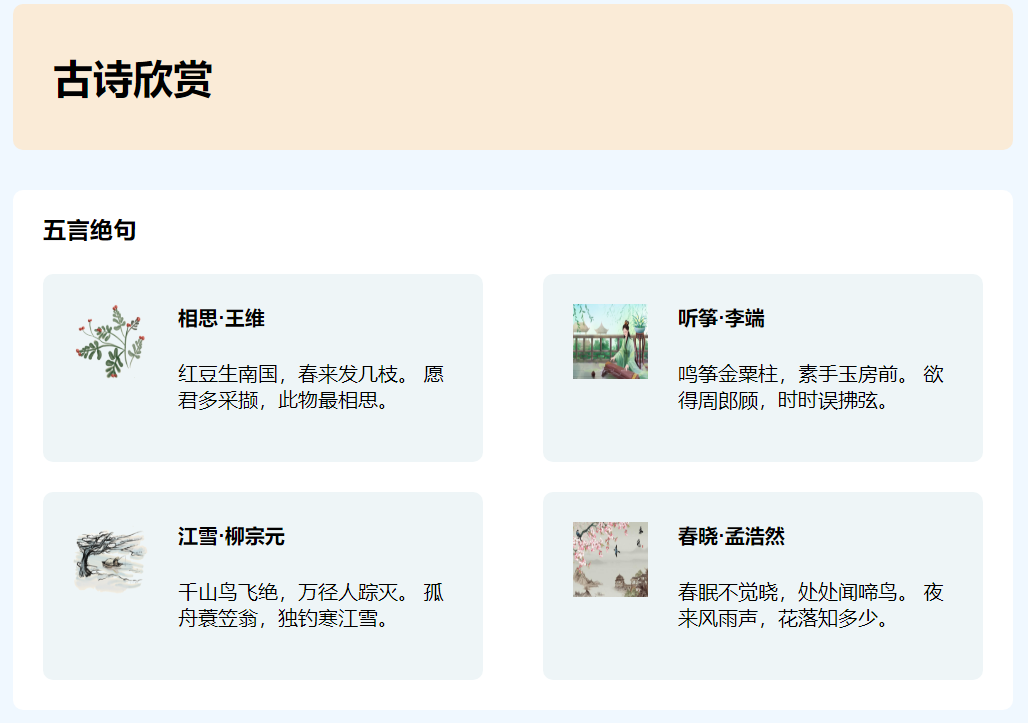 古诗欣赏
五言绝句
相思·王维
红豆生南国，春来发几枝。 愿
君多采撷，此物最相思。
听筝·李端
鸣筝金粟柱，素手玉房前。 欲
得周郎顾，时时误拂弦。
江雪·柳宗元
千山鸟飞绝，万径人踪灭。 孤
舟蓑笠翁，独钓寒江雪。
春晓·孟浩然
春眠不觉晓，处处闻啼鸟。 夜
来风雨声，花落知多少。